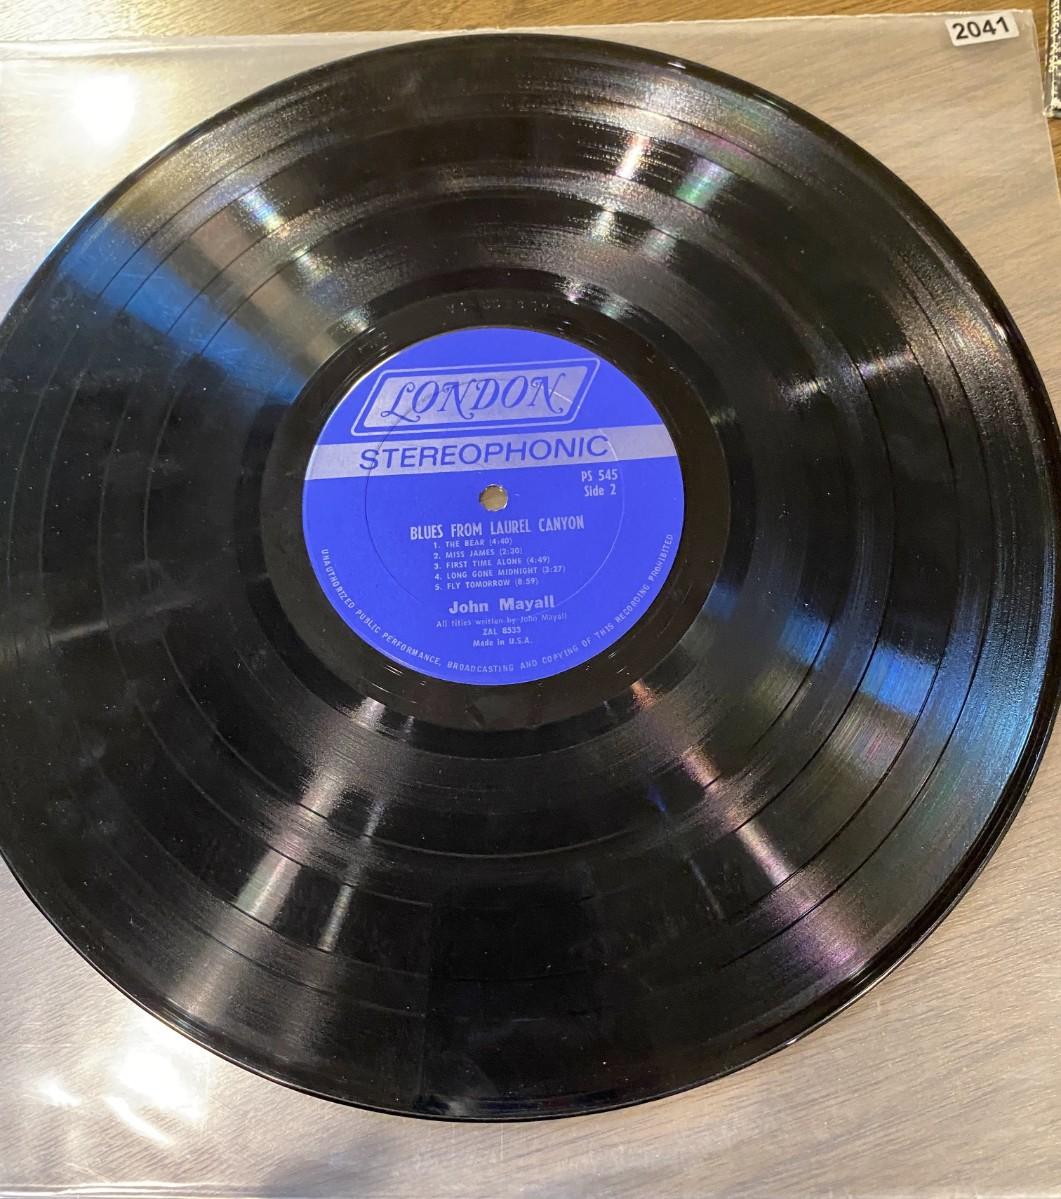 2041
LONDON
STEREOPHONIC
PS 545
Side 2
BLUES FROM LAUREL CANYON
1. THE BEAR (4:40)
2. MISS JAMES (2:30)
3. FIRST TIME ALONE (4:49)
4. LONG GONE MIDNIGHT (3:27)
5. FLY TOMORROW (8:59)
John Mayall
All titles written by John Mayall
ZAL 8533
Made in U.S.A.
UNAUTHORIZED PUBLIC PERFORMANCE, BROADCASTING AND COPYING OF THIS RECORDING PROHIBITED